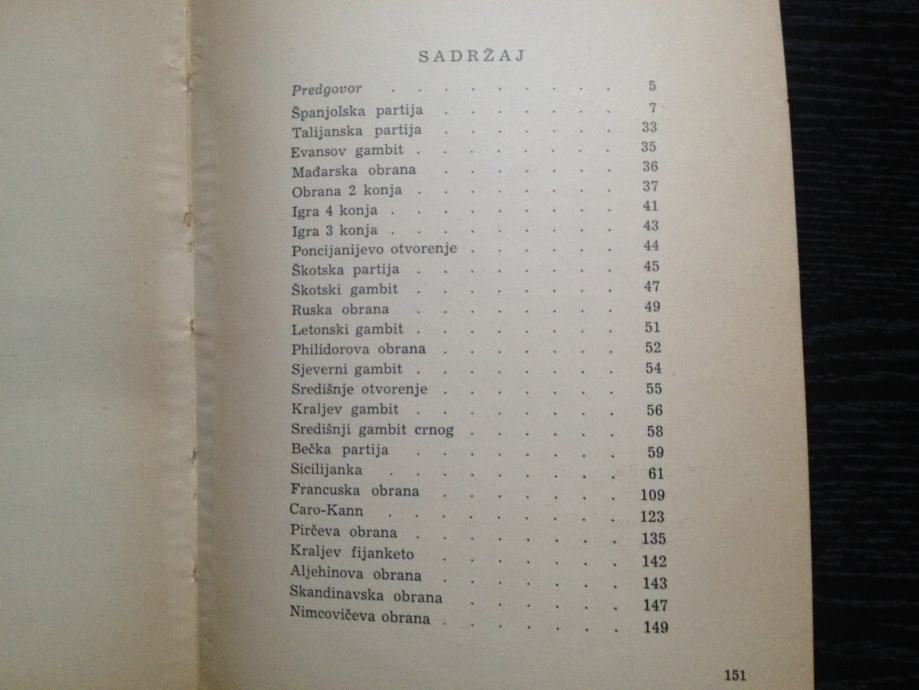 SADRŽAJ
Predgovor . . . . . . . . . 5
Španjolska partija . . . . . . . 7
Talijanska partija . . . . . . . 33
Evansov gambit . . . . . . . . 35
Mađarska obrana . . . . . . . 36
Obrana 2 konja . . . . . . . . 37
Igra 4 konja . . . . . . . . . 41
Igra 3 konja . . . . . . . . . 43
Poncijanijevo otvorenje . . . . . . 44
Škotska partija . . . . . . . . 45
Škotski gambit . . . . . . . . 47
Ruska obrana . . . . . . . . 49
Letonski gambit . . . . . . . . 51
Philidorova obrana . . . . . . . 52
Sjeverni gambit . . . . . . . . 54
Središnje otvorenje . . . . . . . 55
Kraljev gambit . . . . . . . . 56
Središnji gambit crnog . . . . . . 58
Bečka partija . . . . . . . . 59
Sicilijanka . . . . . . . . . 61
Francuska obrana . . . . . . . 109
Caro-Kann . . . . . . . . . 123
Pirčeva obrana . . . . . . . . 135
Kraljev fijanketo . . . . . . . 142
Aljehinova obrana . . . . . . . 143
Skandinavska obrana . . . . . . 147
Nimcovičeva obrana . . . . . . . 149
151